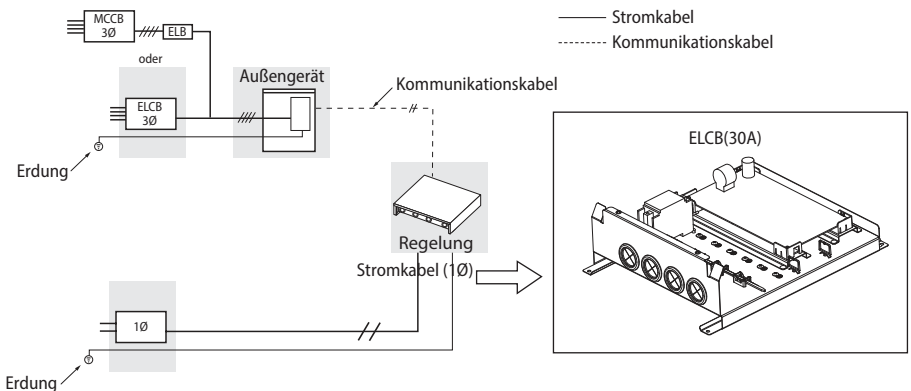 MCCB
3Ø
ELB
oder
ELCB
3Ø
Erdung
Außengerät
Kommunikationskabel
Stromkabel
Kommunikationskabel
Regelung
Stromkabel (1Ø)
ELCB(30A)
1Ø
Erdung